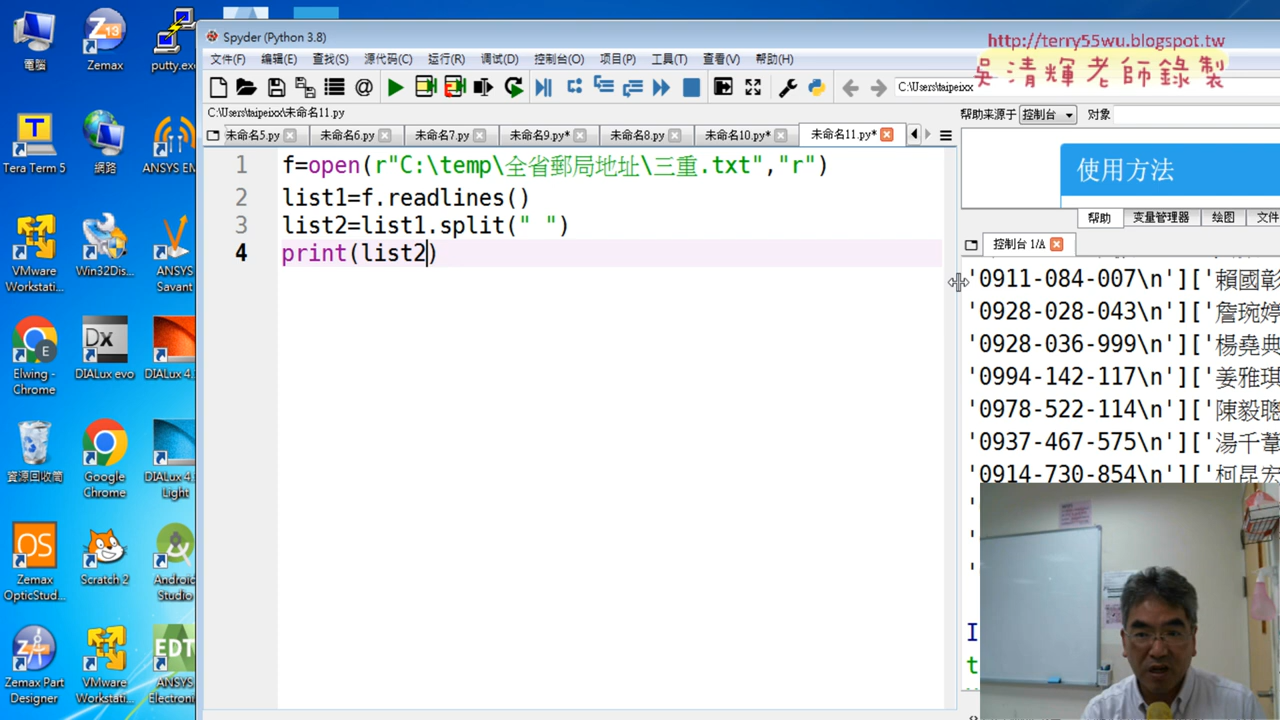 電腦
Zemax
putty.exe
Tera Term 5
網路
ANSYS EM
VMware Workstati...
Win32Dis...
ANSYS Savant
Elwing - Chrome
DIALux evo
DIALux 4.
資源回收筒
Google Chrome
DIALux 4. Light
Zemax OpticStud...
Scratch 2
Android Studio
Zemax Part Designer
VMware Workstati...
ANSYS Electroni
Spyder (Python 3.8)
http://terry55wu.blogspot.tw
吳清輝老師錄製
文件(F) 编辑(E) 查找(S) 源代码(C) 运行(R) 调试(D) 控制台(O) 项目(P) 工具(T) 查看(V) 帮助(H)
C:\Users\taipeixx
C:\Users\taipeixx\未命名11.py
未命名5.py 未命名6.py 未命名7.py 未命名9.py* 未命名8.py 未命名10.py* 未命名11.py*
1 f=open(r"C:\temp\全省郵局地址\三重.txt","r")
2 list1=f.readlines()
3 list2=list1.split(" ")
4 print(list2)
帮助来源于 控制台 对象
使用方法
帮助 变量管理器 绘图 文件
控制台 1/A
'0911-084-007\n']['賴國彰
'0928-028-043\n']['詹琬婷
'0928-036-999\n']['楊堯典
'0994-142-117\n']['姜雅琪
'0978-522-114\n']['陳毅聰
'0937-467-575\n']['湯千葦
'0914-730-854\n']['柯昆宏